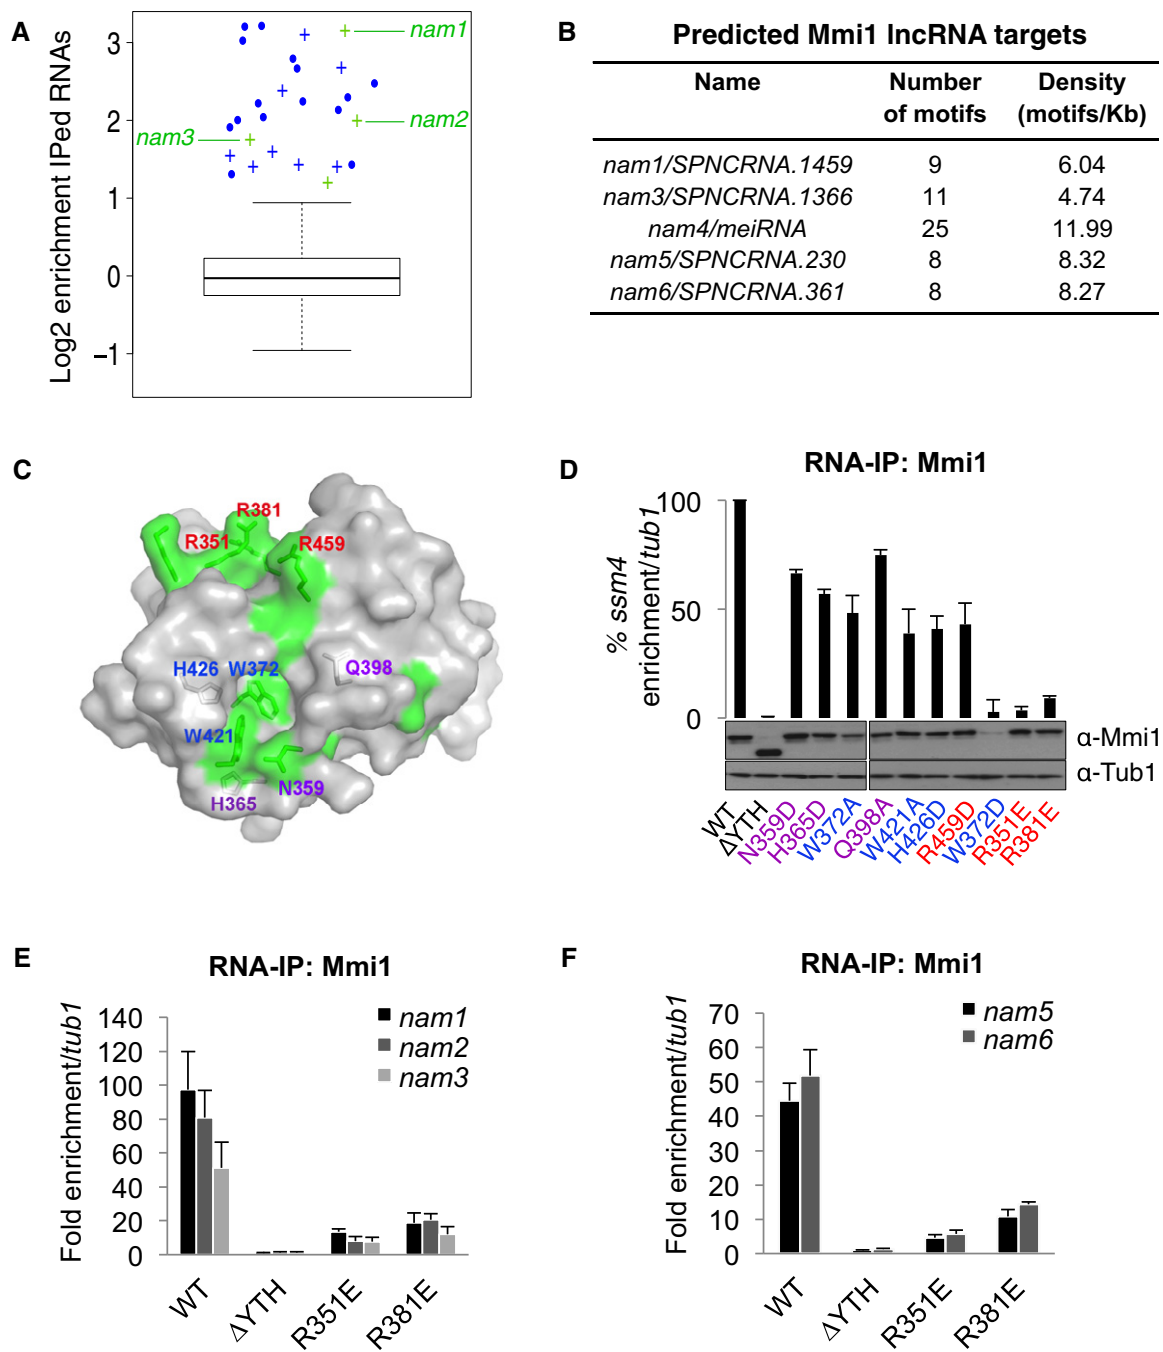 A
Log2 enrichment IPed RNAs
3
2
1
0
−1
nam1
nam2
nam3
B
Predicted Mmi1 lncRNA targets
Name Number of motifs Density (motifs/Kb)
nam1/SPNCRNA.1459 9 6.04
nam3/SPNCRNA.1366 11 4.74
nam4/meiRNA 25 11.99
nam5/SPNCRNA.230 8 8.32
nam6/SPNCRNA.361 8 8.27
C
R381
R351
R459
H426 W372 Q398
W421
N359
H365
D
RNA-IP: Mmi1
% ssm4
enrichment/tub1
100
50
0
α-Mmi1
α-Tub1
WT ΔYTH N359D H365D W372A Q398A W421A H426D R459D W372D R351E R381E
E
RNA-IP: Mmi1
Fold enrichment/tub1
140
120
100
80
60
40
20
0
nam1
nam2
nam3
WT ΔYTH R351E R381E
F
RNA-IP: Mmi1
Fold enrichment/tub1
70
60
50
40
30
20
10
0
nam5
nam6
WT ΔYTH R351E R381E